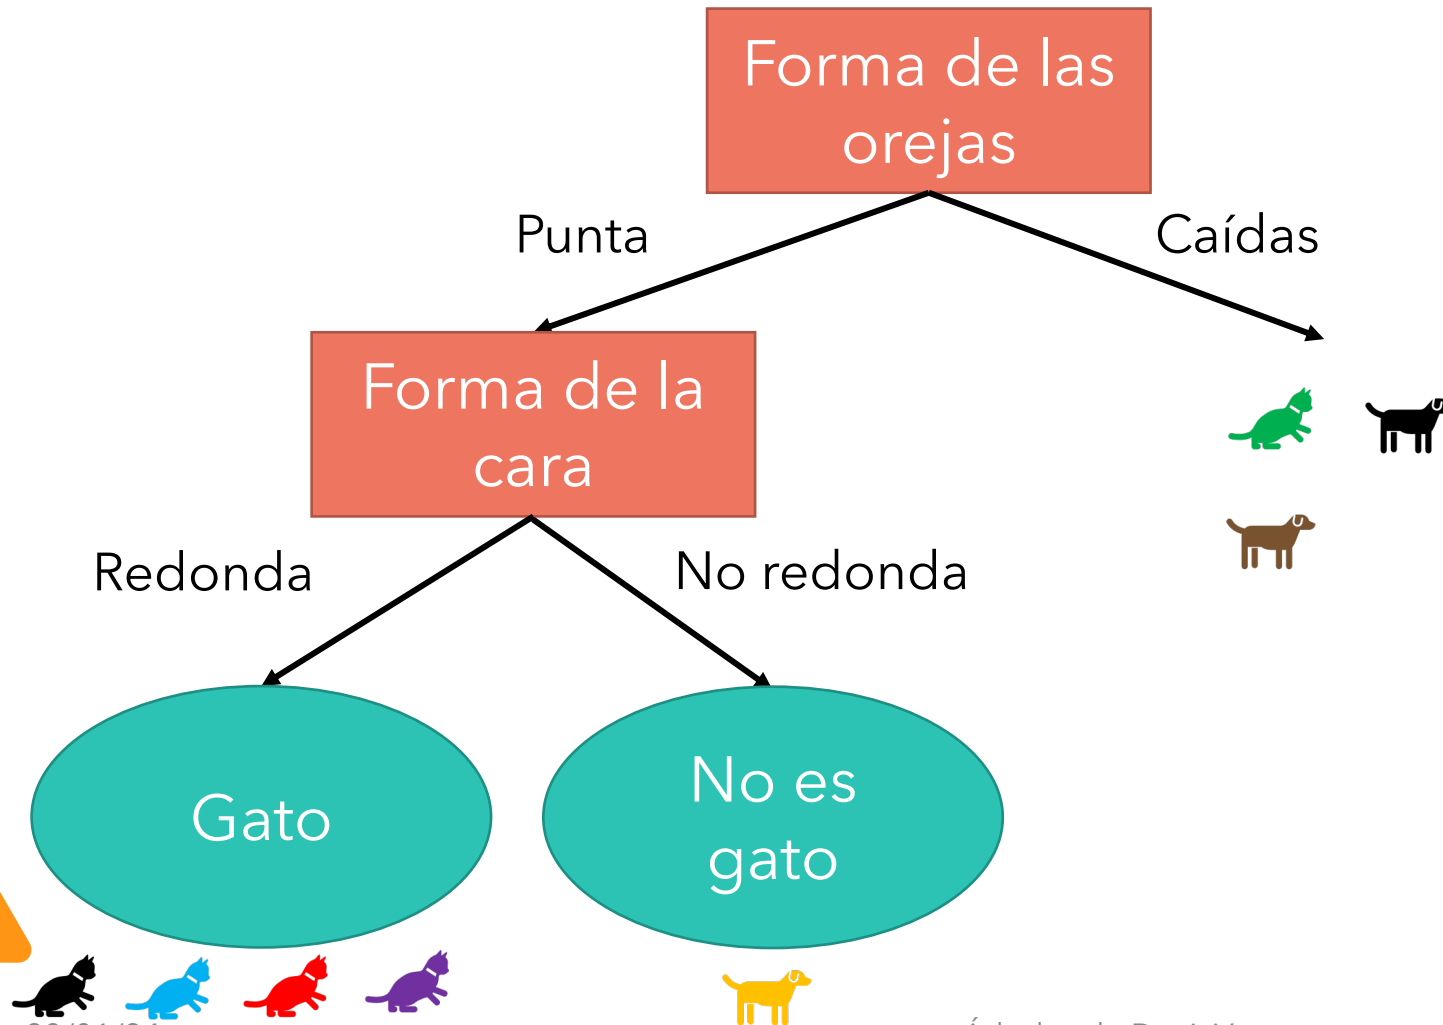 Forma de las
orejas
Punta
Caídas
Forma de la
cara
Redonda
No redonda
Gato
No es
gato